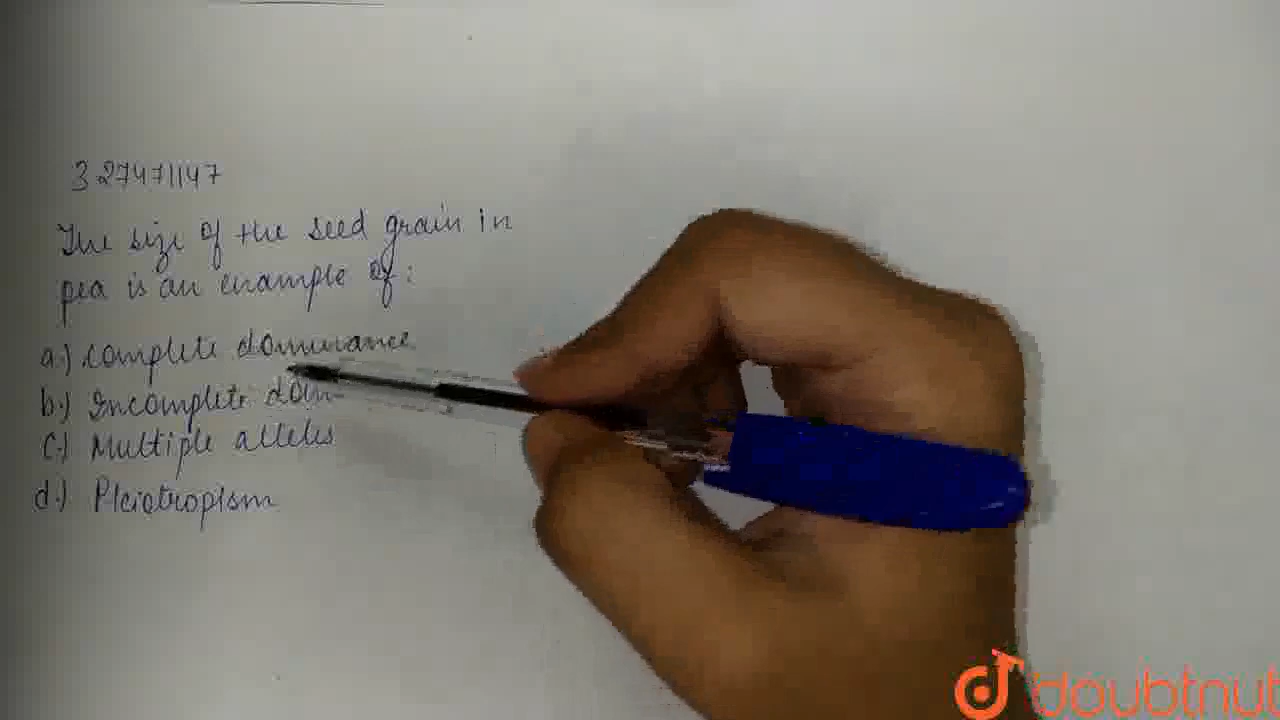 327471147
The size of the seed grain in
pea is an example of:
a.) complete dominance
b.) Incomplete
c.) Multiple alleles
d.) Pleiotropism
doubtnut